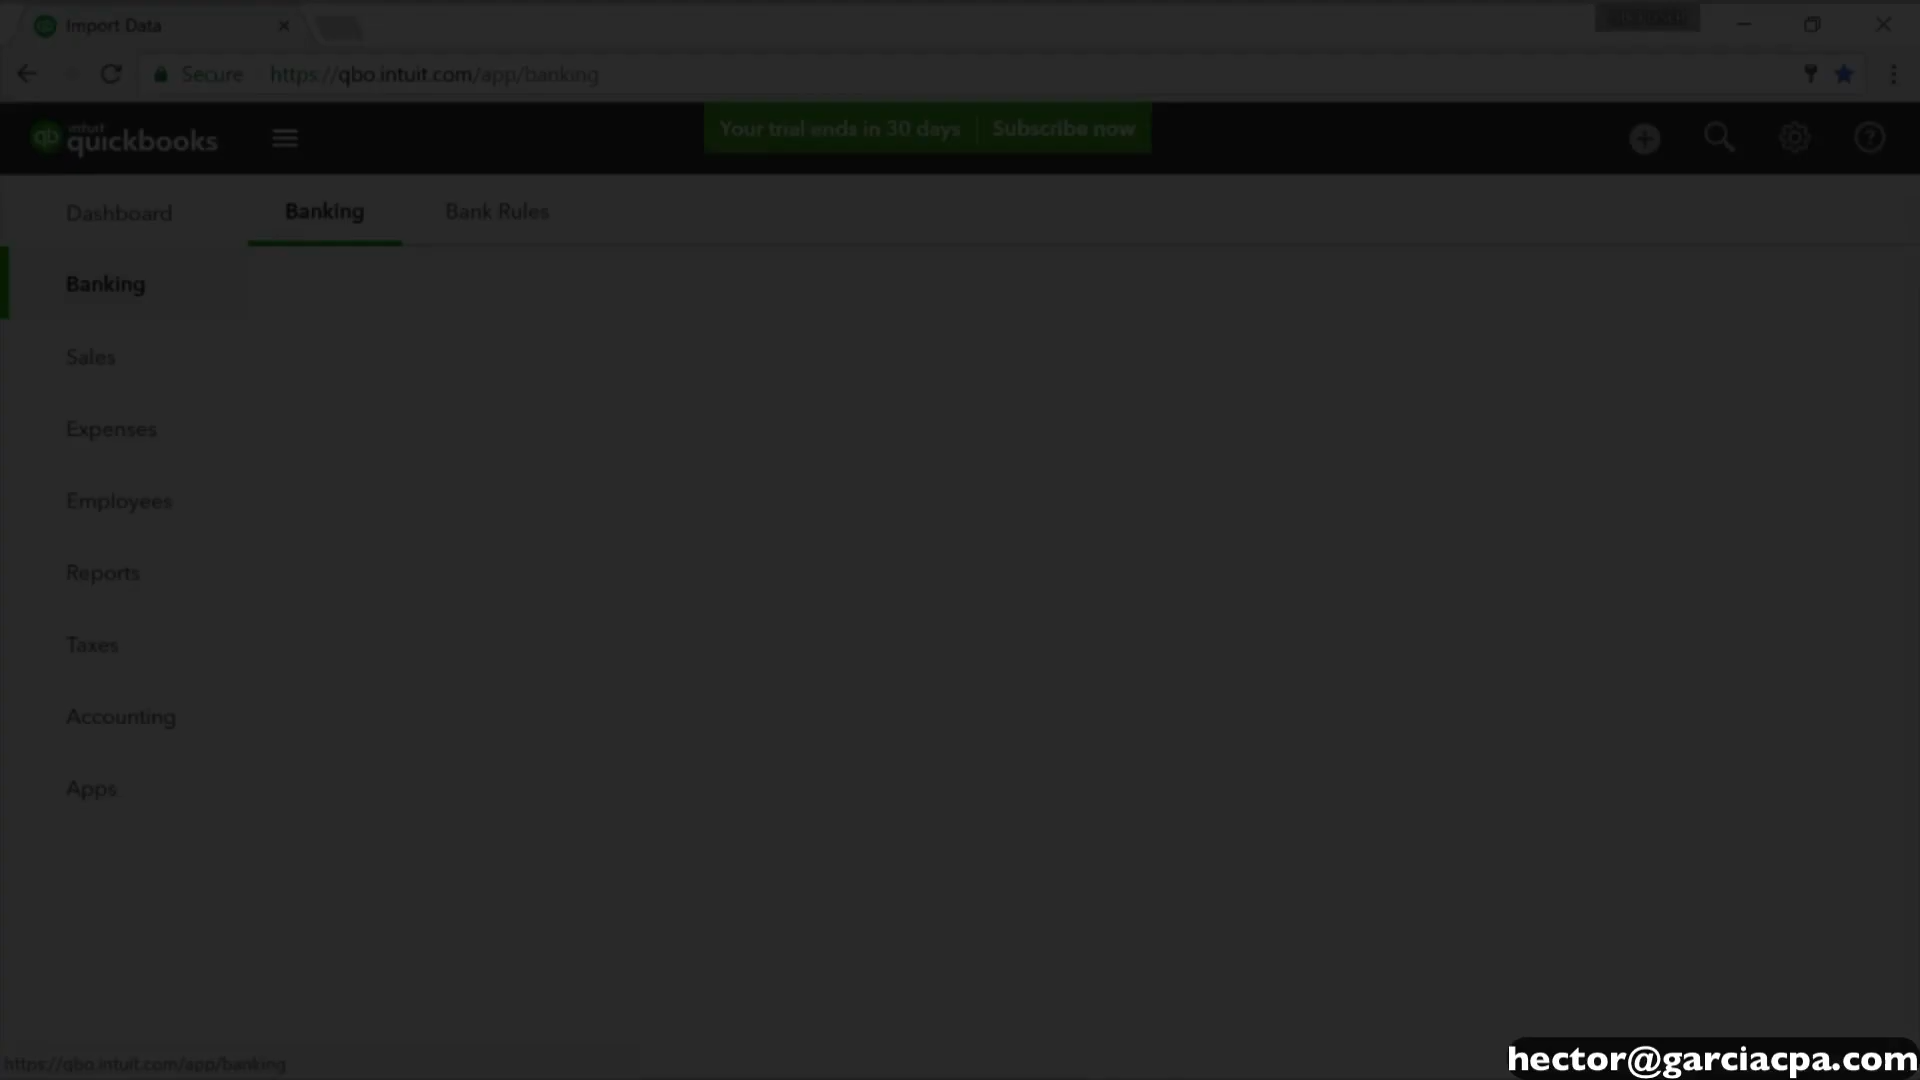 Import Data
Secure https://qbo.intuit.com/app/banking
intuit
quickbooks
qb
Your trial ends in 30 days Subscribe now
Dashboard
Banking
Bank Rules
Banking
Sales
Expenses
Employees
Reports
Taxes
Accounting
Apps
https://qbo.intuit.com/app/banking
hector@garciacpa.com